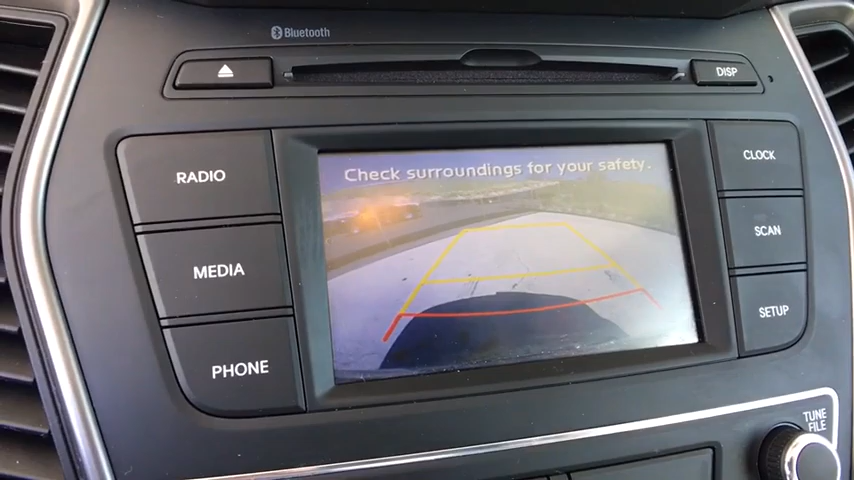 Bluetooth
DISP
RADIO
MEDIA
PHONE
Check surroundings for your safety.
CLOCK
SCAN
SETUP
TUNE
FILE